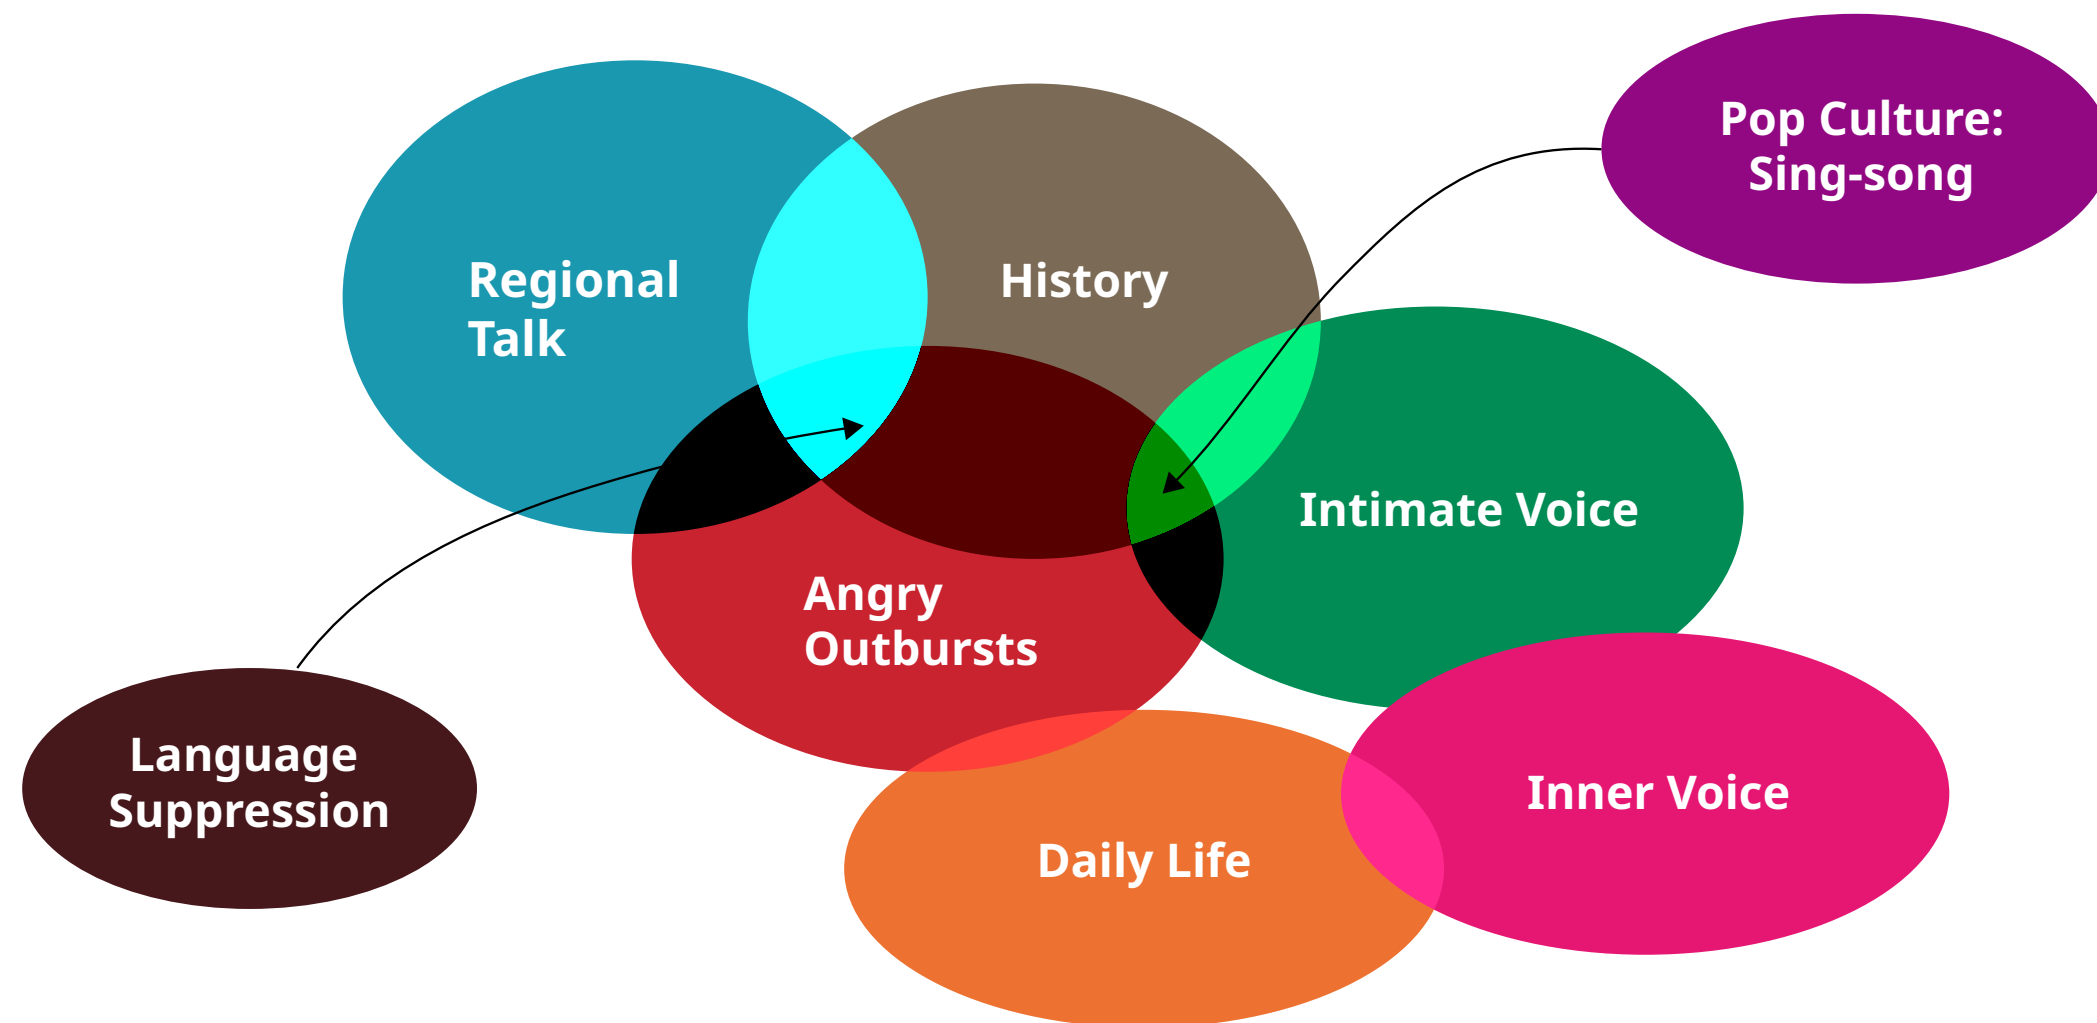 Pop Culture:
Sing-song
Regional
Talk
History
Intimate Voice
Angry
Outbursts
Language
Suppression
Inner Voice
Daily Life